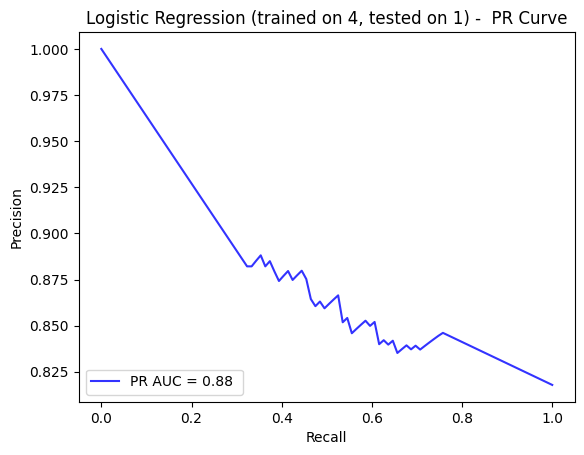 Logistic Regression (trained on 4, tested on 1) -  PR Curve
1.000
0.975
0.950
0.925
0.900
0.875
0.850
0.825
Precision
PR AUC = 0.88
0.0 0.2 0.4 0.6 0.8 1.0
Recall